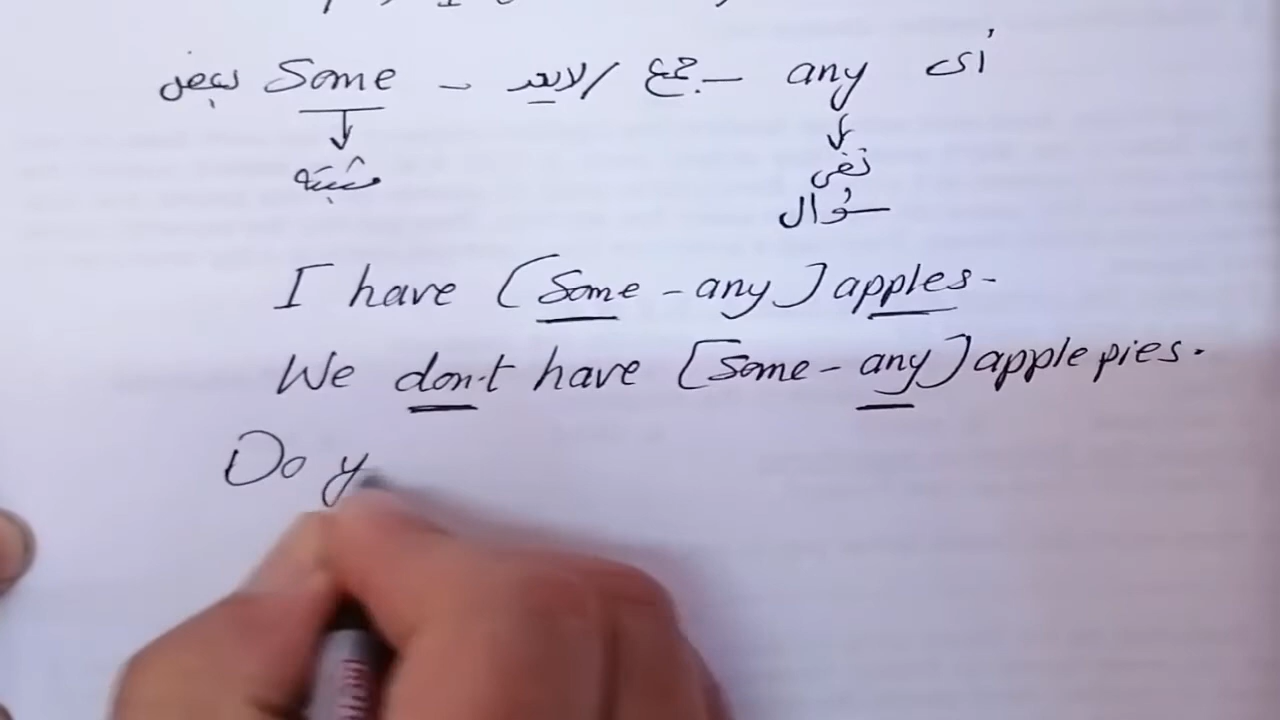 بعض Some - جمع / لايعد - any أى
مثبته
نفى
سؤال
I have (Some - any) apples.
We don't have [Some - any] apple pies.
Do y